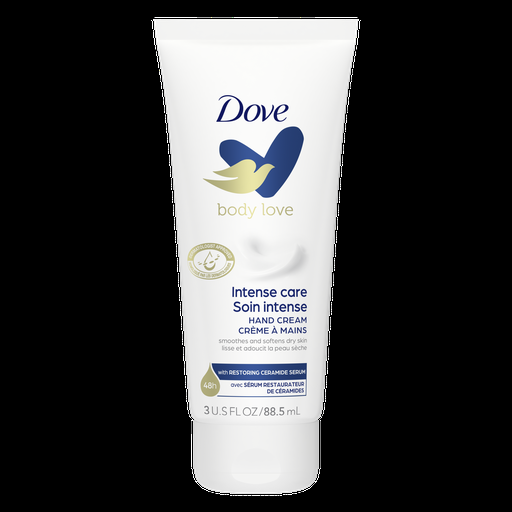 Dove
body love
Intense care
Soin intense
HAND CREAM
CRÈME À MAINS
smoothes and softens dry skin
lisse et adoucit la peau sèche
with RESTORING CERAMIDE SERUM
48h
avec SÉRUM RESTAURATEUR
DE CÉRAMIDES
3 U.S FL OZ/88.5 mL